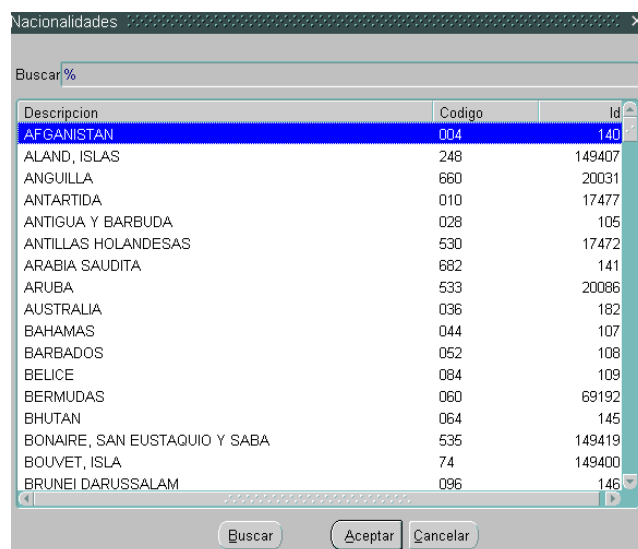 Nacionalidades
Buscar %
Descripcion Codigo Id
AFGANISTAN 004 140
ALAND, ISLAS 248 149407
ANGUILLA 660 20031
ANTARTIDA 010 17477
ANTIGUA Y BARBUDA 028 105
ANTILLAS HOLANDESAS 530 17472
ARABIA SAUDITA 682 141
ARUBA 533 20086
AUSTRALIA 036 182
BAHAMAS 044 107
BARBADOS 052 108
BELICE 084 109
BERMUDAS 060 69192
BHUTAN 064 145
BONAIRE, SAN EUSTAQUIO Y SABA 535 149419
BOUVET, ISLA 74 149400
BRUNEI DARUSSALAM 096 146
Buscar Aceptar Cancelar